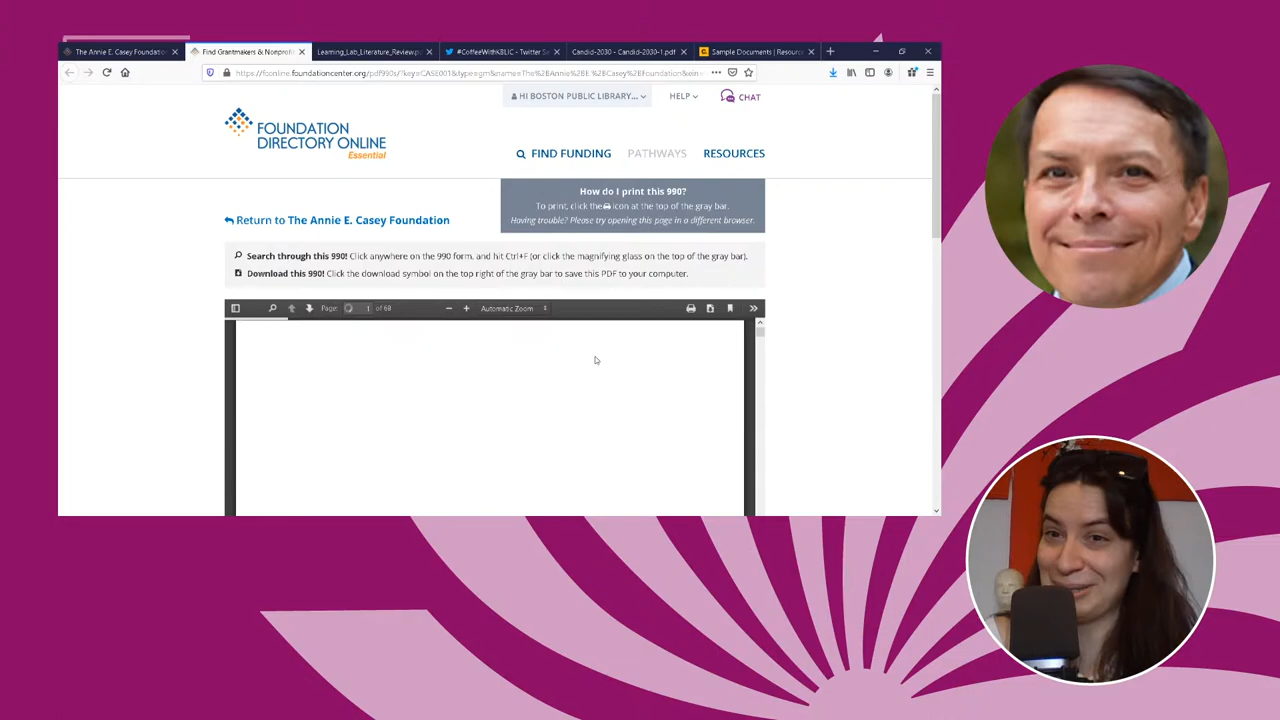 The Annie E. Casey Foundatio
Find Grantmakers & Nonprofit
Learning_Lab_Literature_Review.p
#CoffeeWithKBLIC - Twitter Se
Candid-2030 - Candid-2030-1.pdf
Sample Documents | Resourc
HI BOSTON PUBLIC LIBRARY...
HELP
CHAT
FOUNDATION
DIRECTORY ONLINE
Essential
FIND FUNDING
PATHWAYS
RESOURCES
How do I print this 990?
To print, click the icon at the top of the gray bar.
Having trouble? Please try opening this page in a different browser.
Return to The Annie E. Casey Foundation
Search through this 990! Click anywhere on the 990 form, and hit Ctrl+F (or click the magnifying glass on the top of the gray bar).
Download this 990! Click the download symbol on the top right of the gray bar to save this PDF to your computer.
Page: 1 of 68
Automatic Zoom